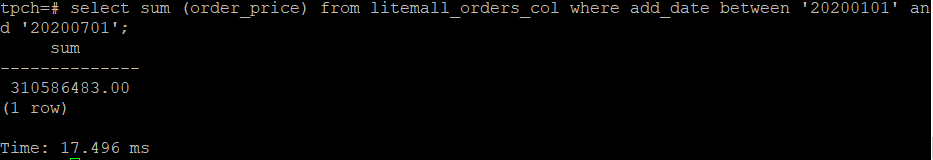 tpch=# select sum (order_price) from litemall_orders_col where add_date between '20200101' an
d '20200701';
     sum
--------------
 310586483.00
(1 row)

Time: 17.496 ms